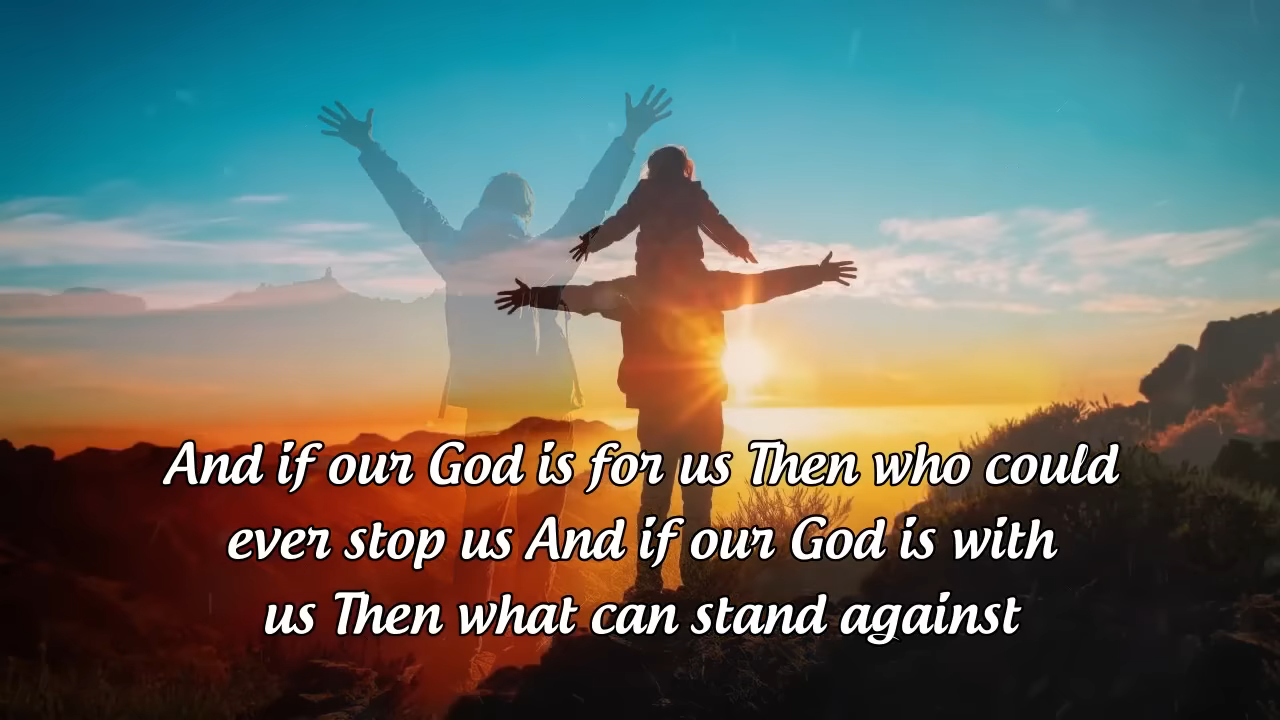 And if our God is for us Then who could
ever stop us And if our God is with
us Then what can stand against